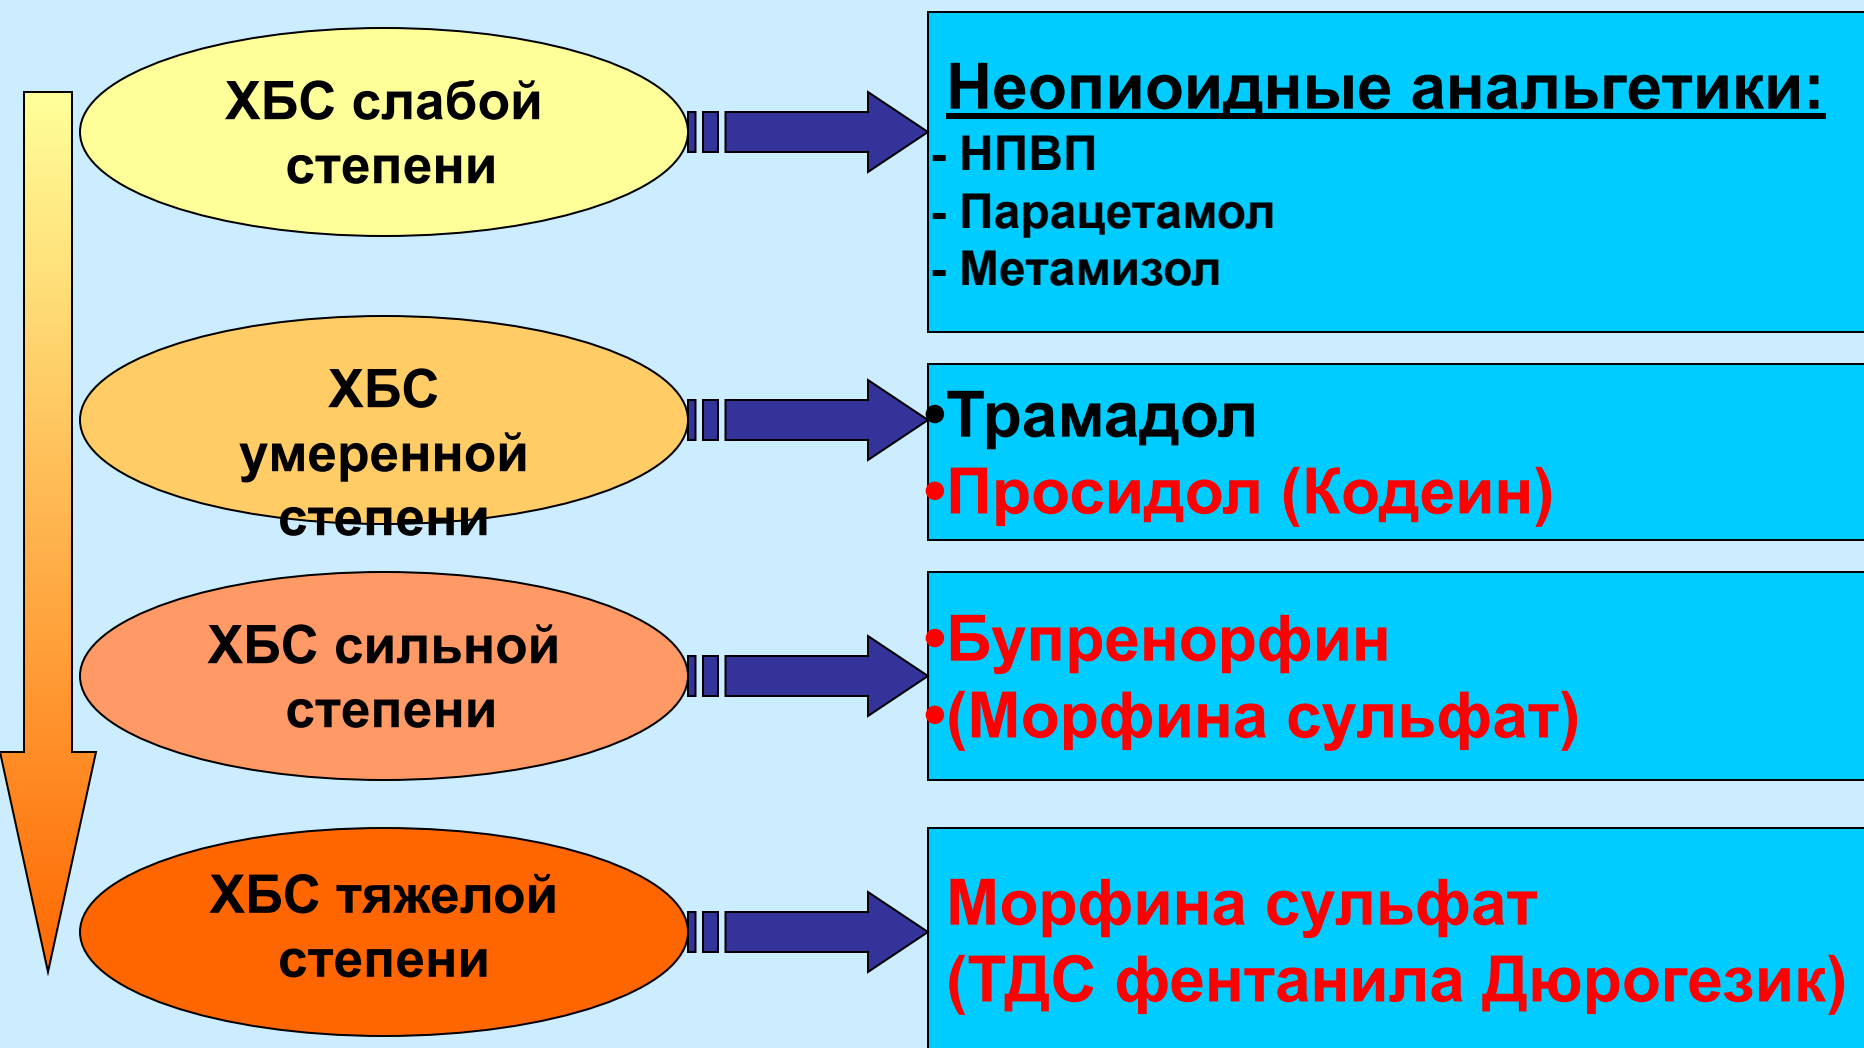 ХБС слабой
степени
Неопиоидные анальгетики:
- НПВП
- Парацетамол
- Метамизол
ХБС
умеренной
степени
•Трамадол
•Просидол (Кодеин)
ХБС сильной
степени
•Бупренорфин
•(Морфина сульфат)
ХБС тяжелой
степени
Морфина сульфат
(ТДС фентанила Дюрогезик)